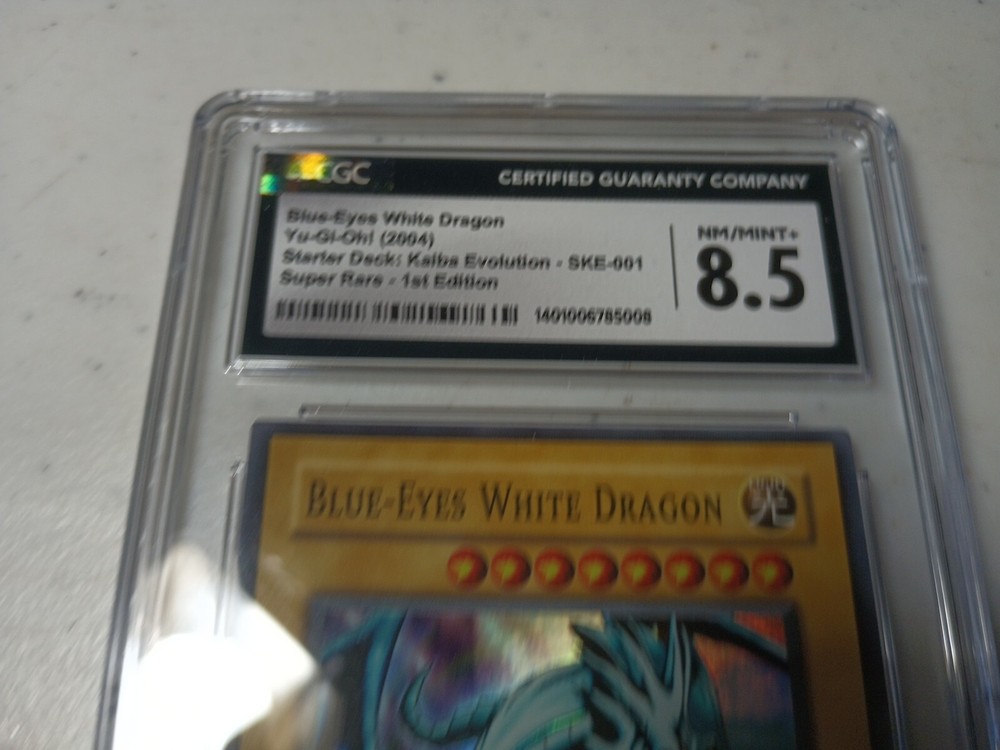 CGC
CERTIFIED GUARANTY COMPANY
Blue-Eyes White Dragon
Yu-Gi-Oh! (2004)
Starter Deck: Kaiba Evolution - SKE-001
Super Rare - 1st Edition
1401006785008
NM/MINT+
8.5
BLUE-EYES WHITE DRAGON
光